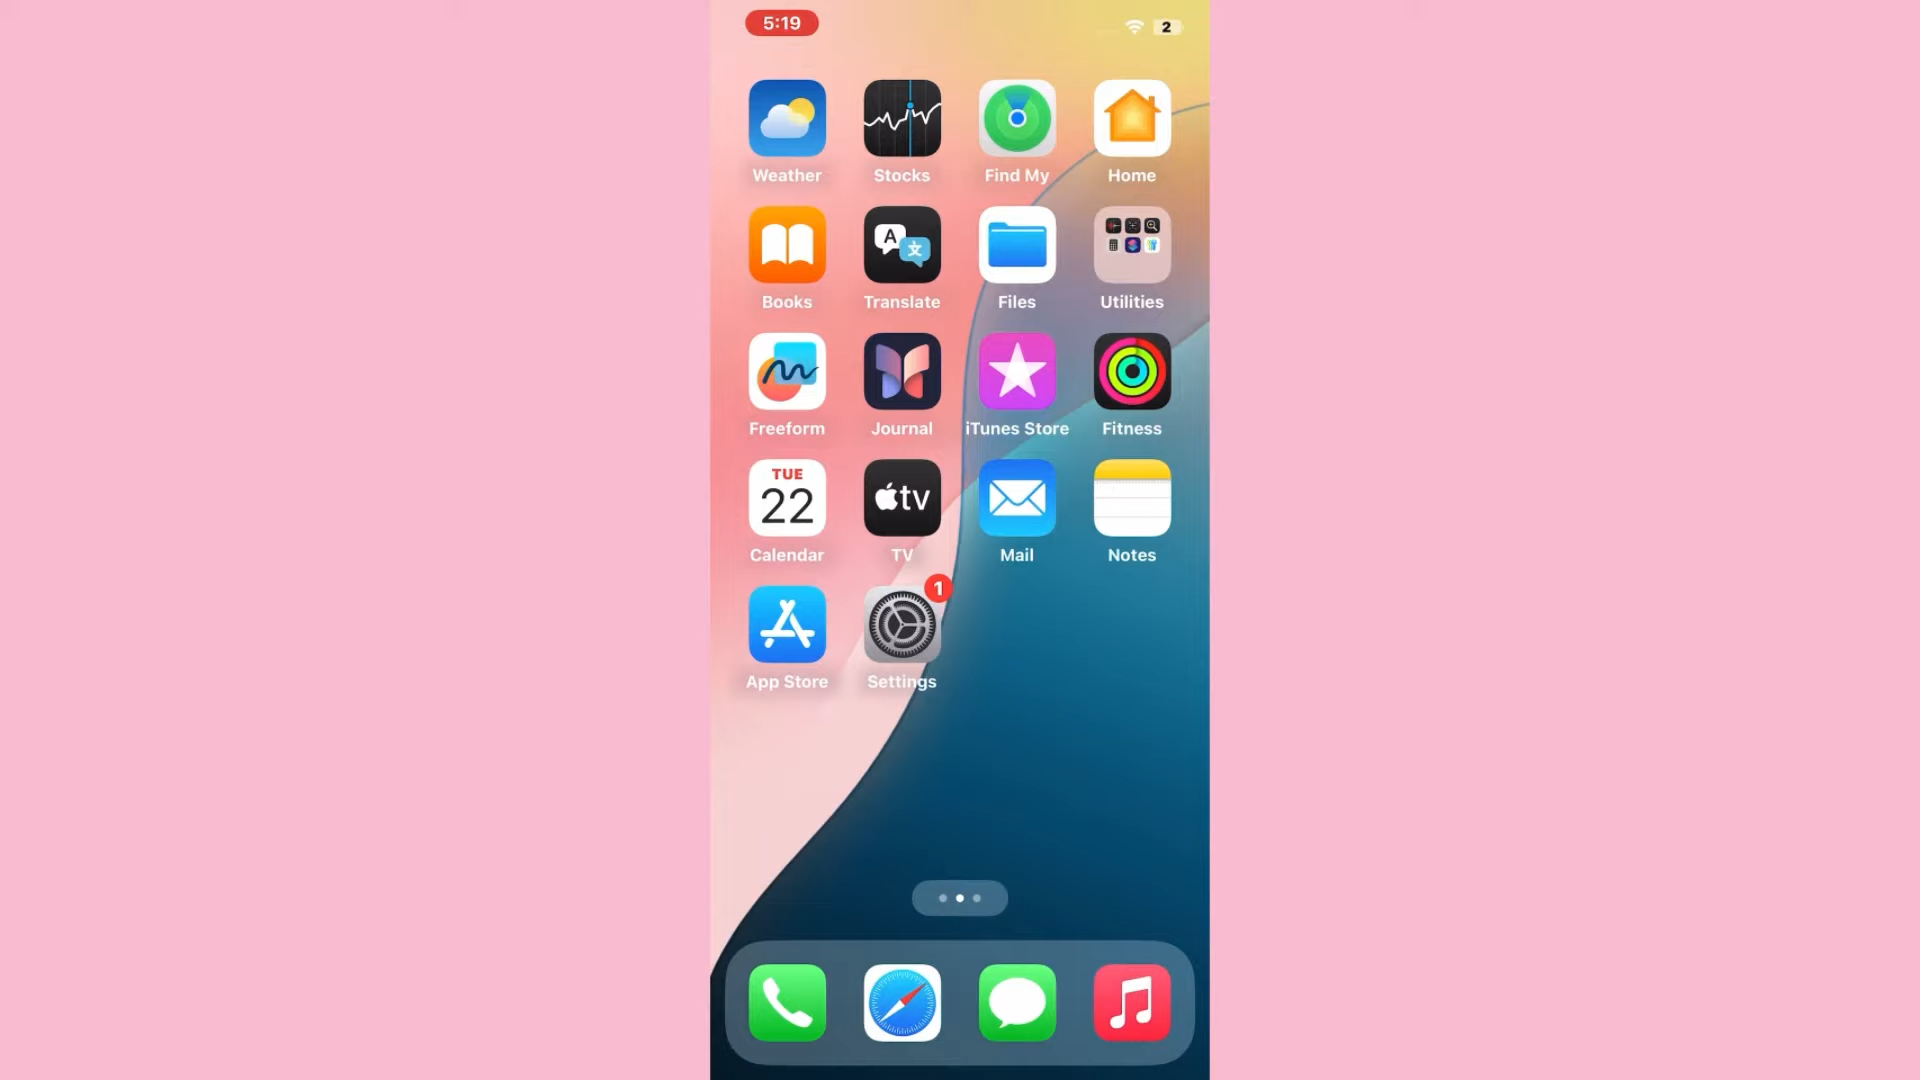 5:19
2
Weather Stocks Find My Home
A
文
Books Translate Files Utilities
Freeform Journal iTunes Store Fitness
TUE
22
tv
Calendar TV Mail Notes
1
App Store Settings